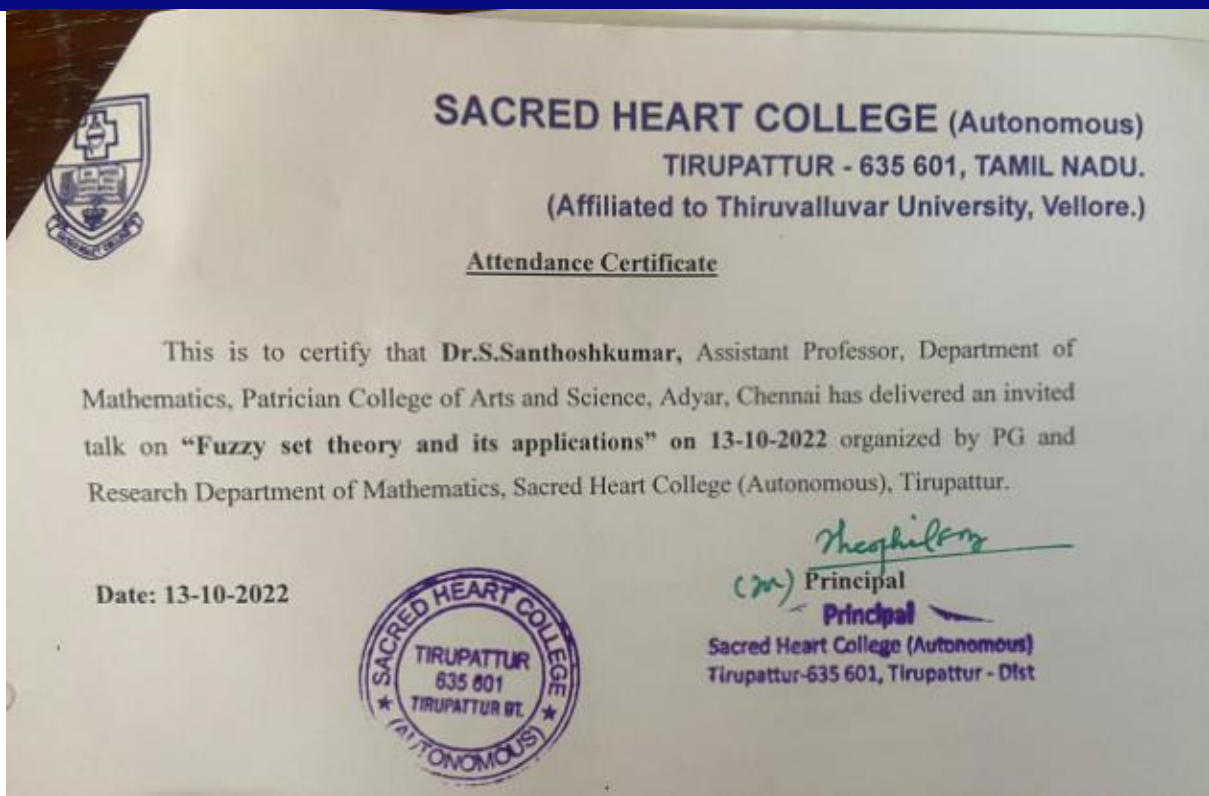 SACRED HEART COLLEGE (Autonomous)
TIRUPATTUR - 635 601, TAMIL NADU.
(Affiliated to Thiruvalluvar University, Vellore.)
Attendance Certificate
This is to certify that Dr.S.Santhoshkumar, Assistant Professor, Department of
Mathematics, Patrician College of Arts and Science, Adyar, Chennai has delivered an invited
talk on “Fuzzy set theory and its applications” on 13-10-2022 organized by PG and
Research Department of Mathematics, Sacred Heart College (Autonomous), Tirupattur.
Date: 13-10-2022
SACRED HEART COLLEGE
TIRUPATTUR
635 601
TIRUPATTUR DT.
(AUTONOMOUS)
Principal
Principal
Sacred Heart College (Autonomous)
Tirupattur-635 601, Tirupattur - Dist